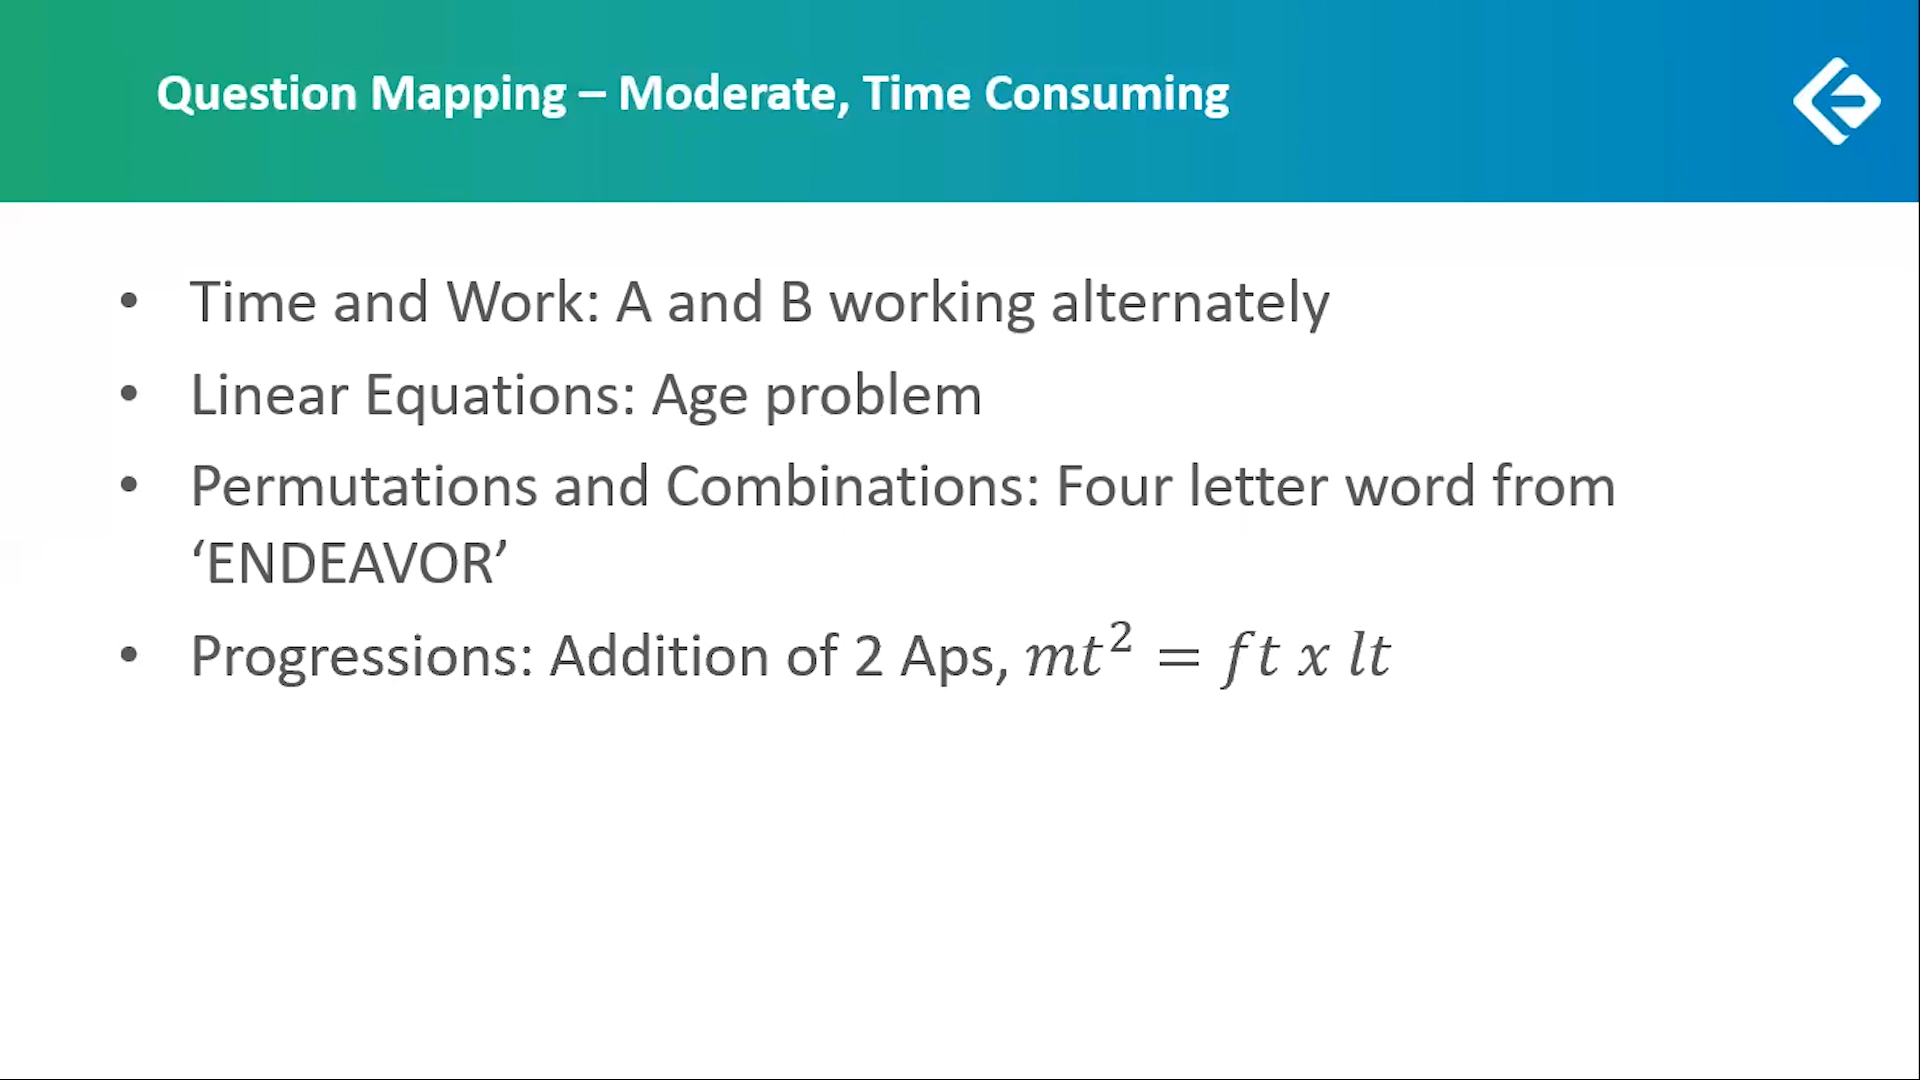 Question Mapping – Moderate, Time Consuming
• Time and Work: A and B working alternately
• Linear Equations: Age problem
• Permutations and Combinations: Four letter word from
‘ENDEAVOR’
• Progressions: Addition of 2 Aps, mt² = ft x lt